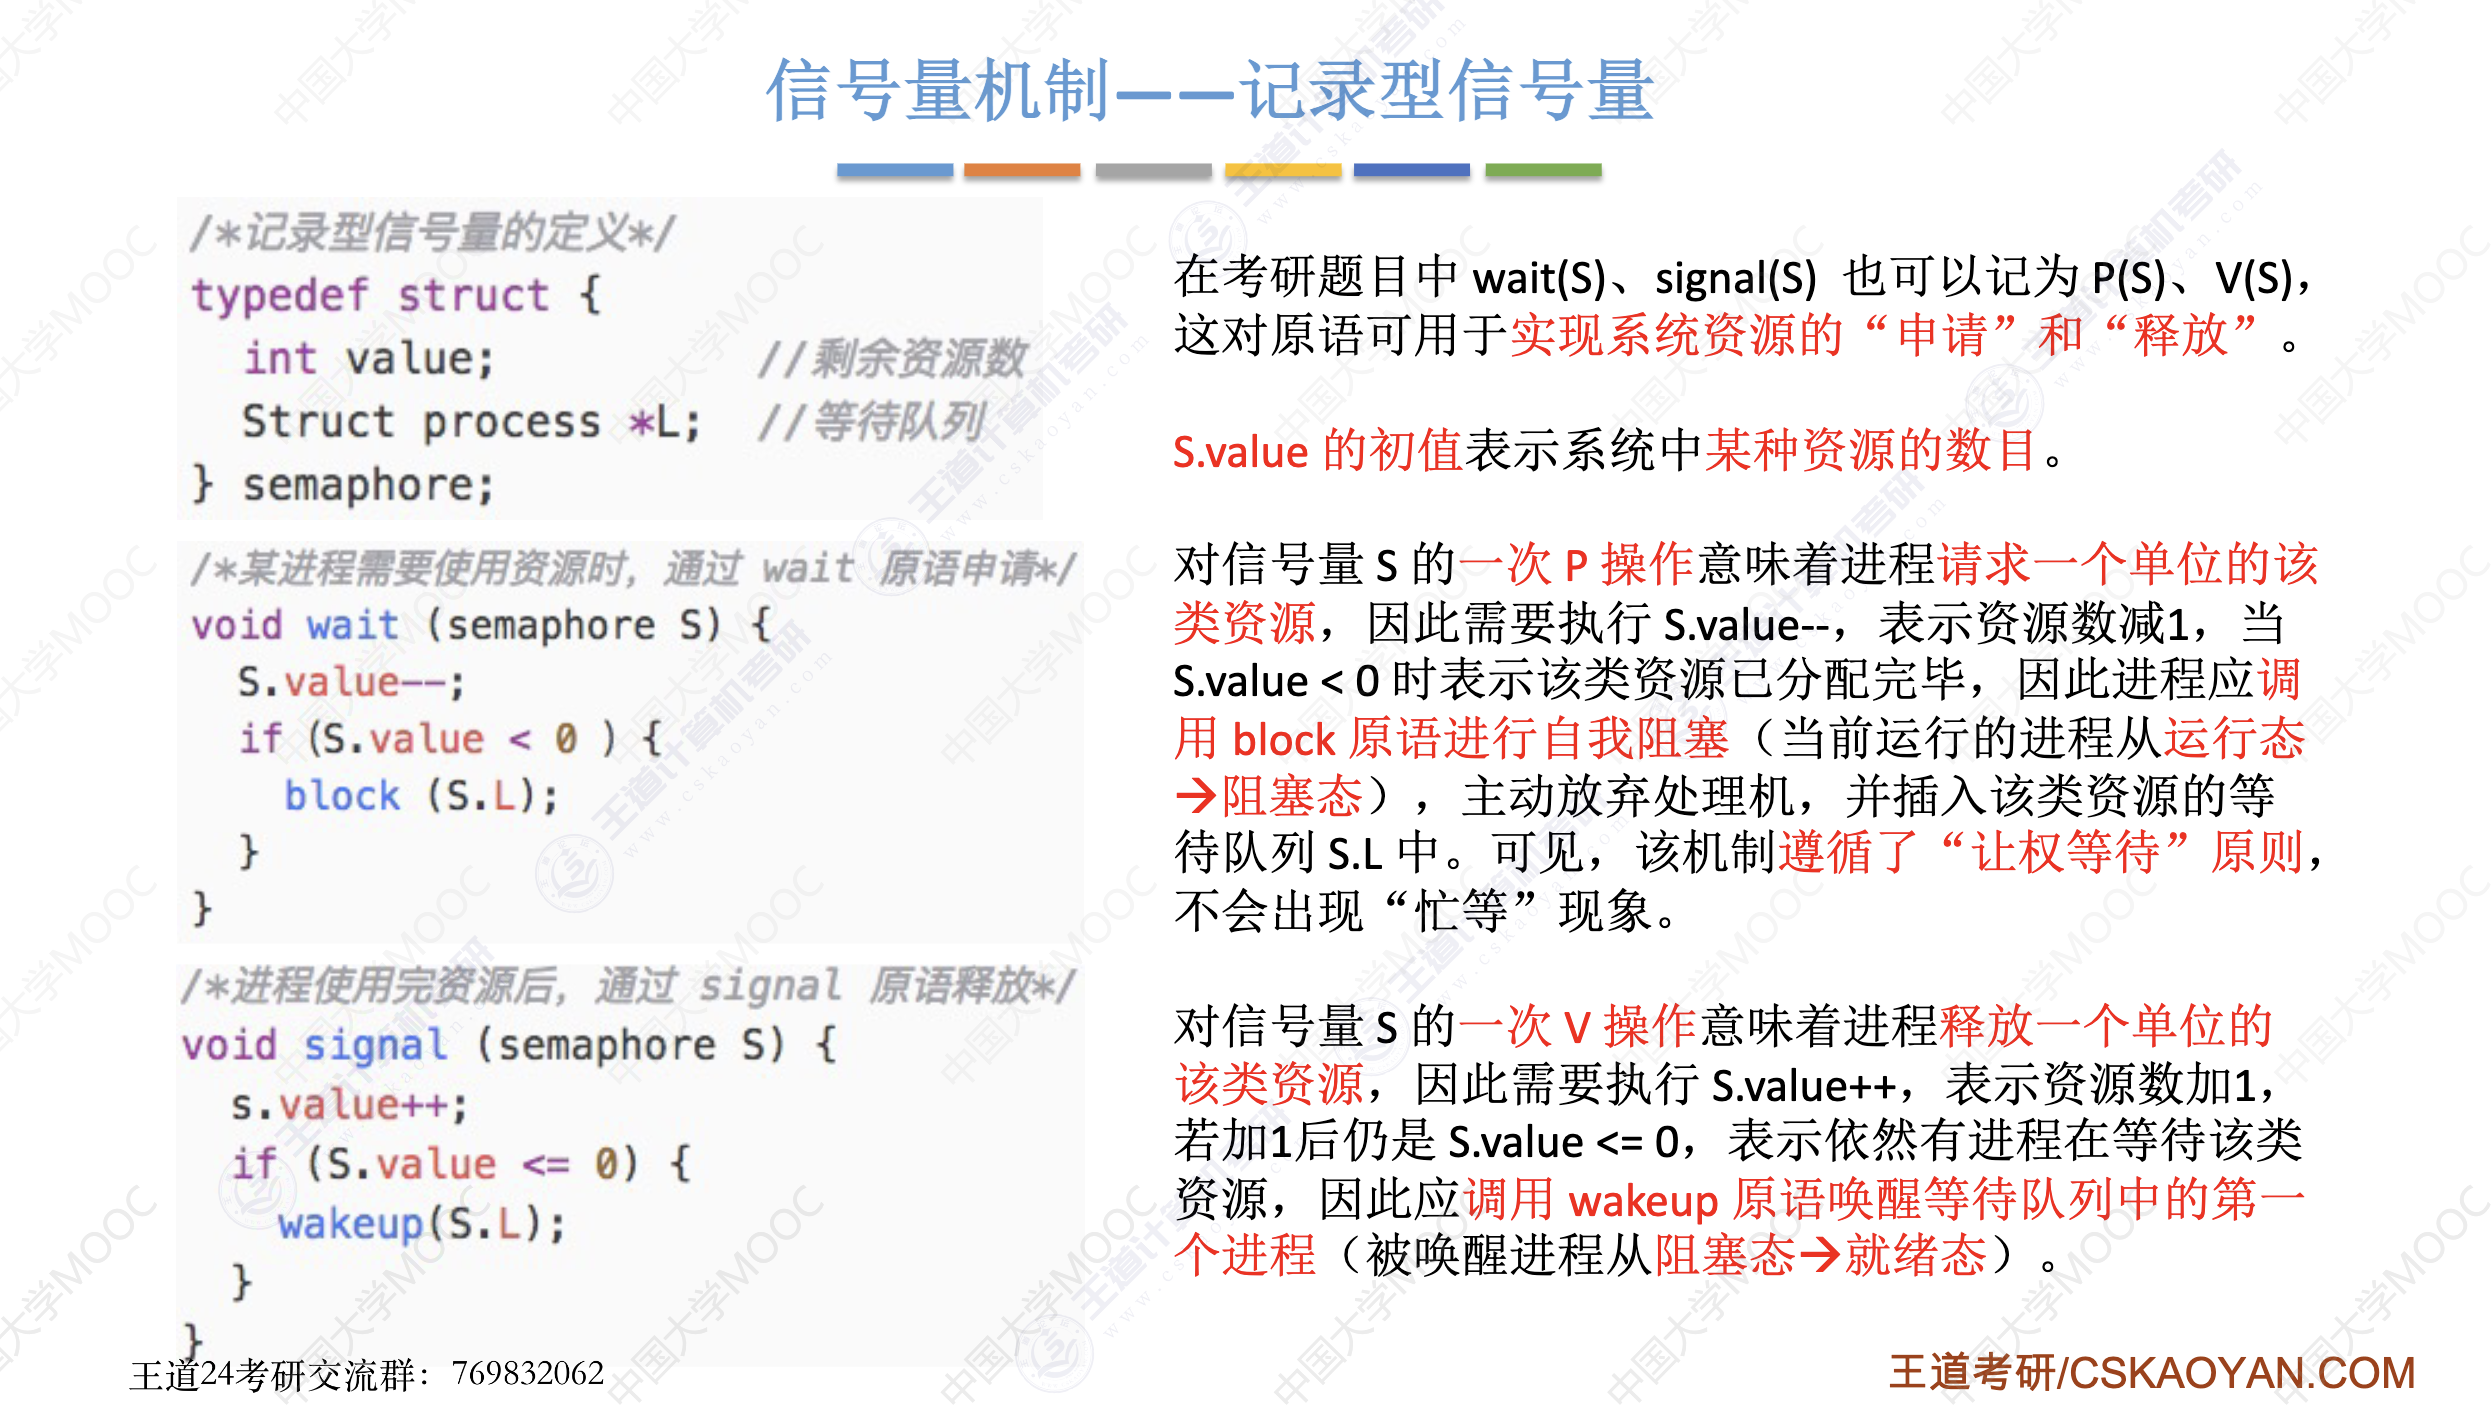 信号量机制——记录型信号量
/*记录型信号量的定义*/
typedef struct {
int value; //剩余资源数
Struct process *L; //等待队列
} semaphore;
/*某进程需要使用资源时，通过 wait 原语申请*/
void wait (semaphore S) {
S.value--;
if (S.value < 0 ) {
block (S.L);
}
}
/*进程使用完资源后，通过 signal 原语释放*/
void signal (semaphore S) {
s.value++;
if (S.value <= 0) {
wakeup(S.L);
}
}
在考研题目中 wait(S)、signal(S) 也可以记为 P(S)、V(S)，
这对原语可用于实现系统资源的“申请”和“释放”。
S.value 的初值表示系统中某种资源的数目。
对信号量 S 的一次 P 操作意味着进程请求一个单位的该
类资源，因此需要执行 S.value--，表示资源数减1，当
S.value < 0 时表示该类资源已分配完毕，因此进程应调
用 block 原语进行自我阻塞（当前运行的进程从运行态
→阻塞态），主动放弃处理机，并插入该类资源的等
待队列 S.L 中。可见，该机制遵循了“让权等待”原则，
不会出现“忙等”现象。
对信号量 S 的一次 V 操作意味着进程释放一个单位的
该类资源，因此需要执行 S.value++，表示资源数加1，
若加1后仍是 S.value <= 0，表示依然有进程在等待该类
资源，因此应调用 wakeup 原语唤醒等待队列中的第一
个进程（被唤醒进程从阻塞态→就绪态）。
王道24考研交流群：769832062
王道考研/CSKAOYAN.COM
中国大学MOOC
王道计算机考研
www.cskaoyan.com